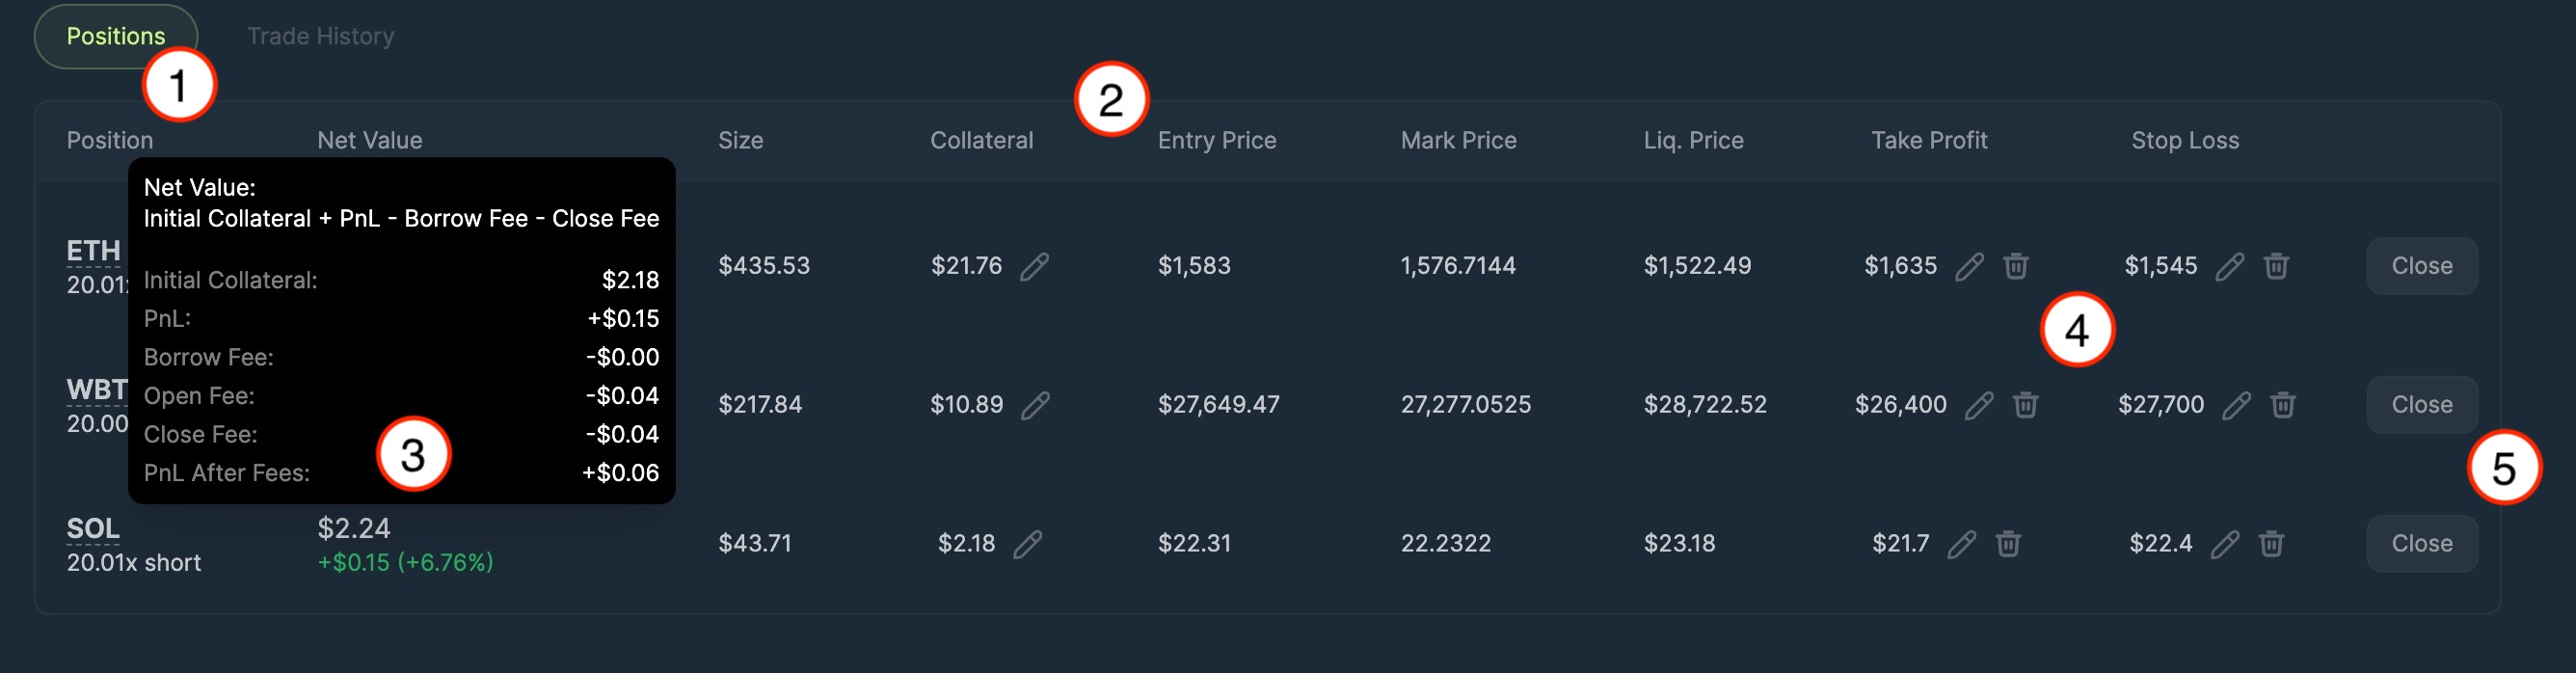 Positions Trade History
1
2
Position Net Value Size Collateral Entry Price Mark Price Liq. Price Take Profit Stop Loss
Net Value:
Initial Collateral + PnL - Borrow Fee - Close Fee
Initial Collateral: $2.18
PnL: +$0.15
Borrow Fee: -$0.00
Open Fee: -$0.04
Close Fee: -$0.04
PnL After Fees: +$0.06
3
ETH
20.01x
$435.53 $21.76 $1,583 1,576.7144 $1,522.49 $1,635 $1,545 Close
4
WBT
20.00
$217.84 $10.89 $27,649.47 27,277.0525 $28,722.52 $26,400 $27,700 Close
5
SOL
20.01x short
$2.24
+$0.15 (+6.76%)
$43.71 $2.18 $22.31 22.2322 $23.18 $21.7 $22.4 Close